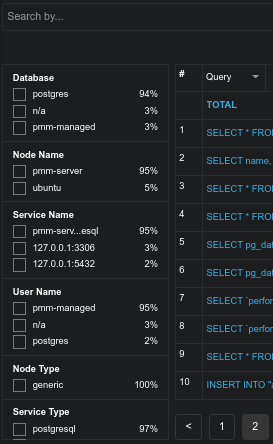 Search by...
Database
postgres 94%
n/a 3%
pmm-managed 3%
Node Name
pmm-server 95%
ubuntu 5%
Service Name
pmm-serv...esql 95%
127.0.0.1:3306 3%
127.0.0.1:5432 2%
User Name
pmm-managed 95%
n/a 3%
postgres 2%
Node Type
generic 100%
Service Type
postgresql 97%
# Query
TOTAL
1 SELECT * FRO
2 SELECT name,
3 SELECT * FRO
4 SELECT * FRO
5 SELECT pg_dat
6 SELECT pg_dat
7 SELECT `perfor
8 SELECT `perfor
9 SELECT * FRO
10 INSERT INTO "
< 1 2